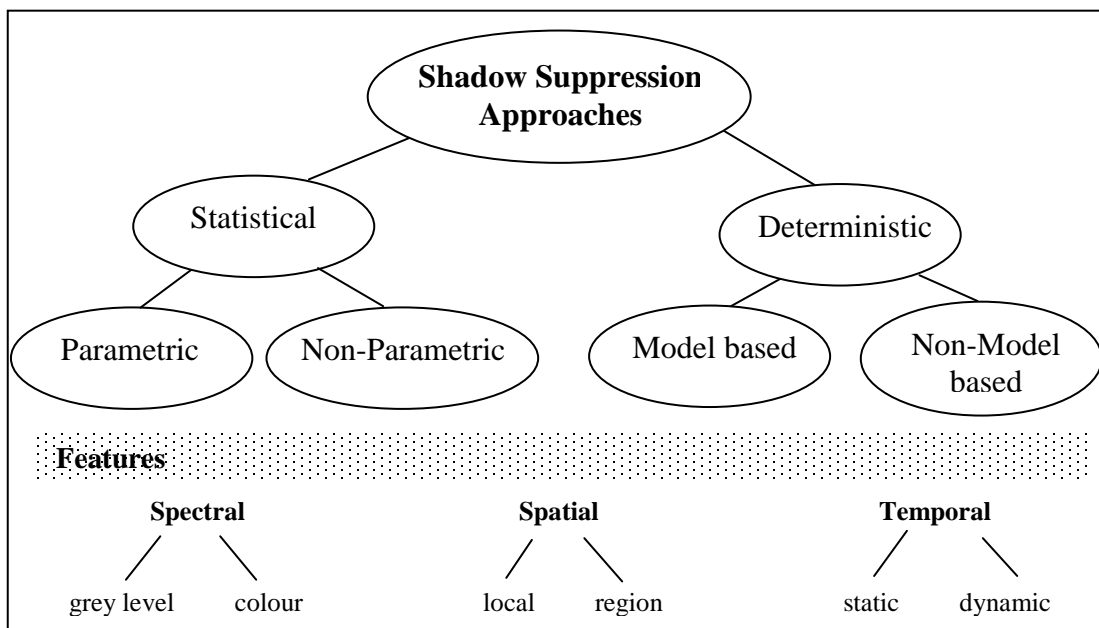 Shadow Suppression
Approaches
Statistical
Deterministic
Parametric
Non-Parametric
Model based
Non-Model
based
Features
Spectral
Spatial
Temporal
grey level
colour
local
region
static
dynamic